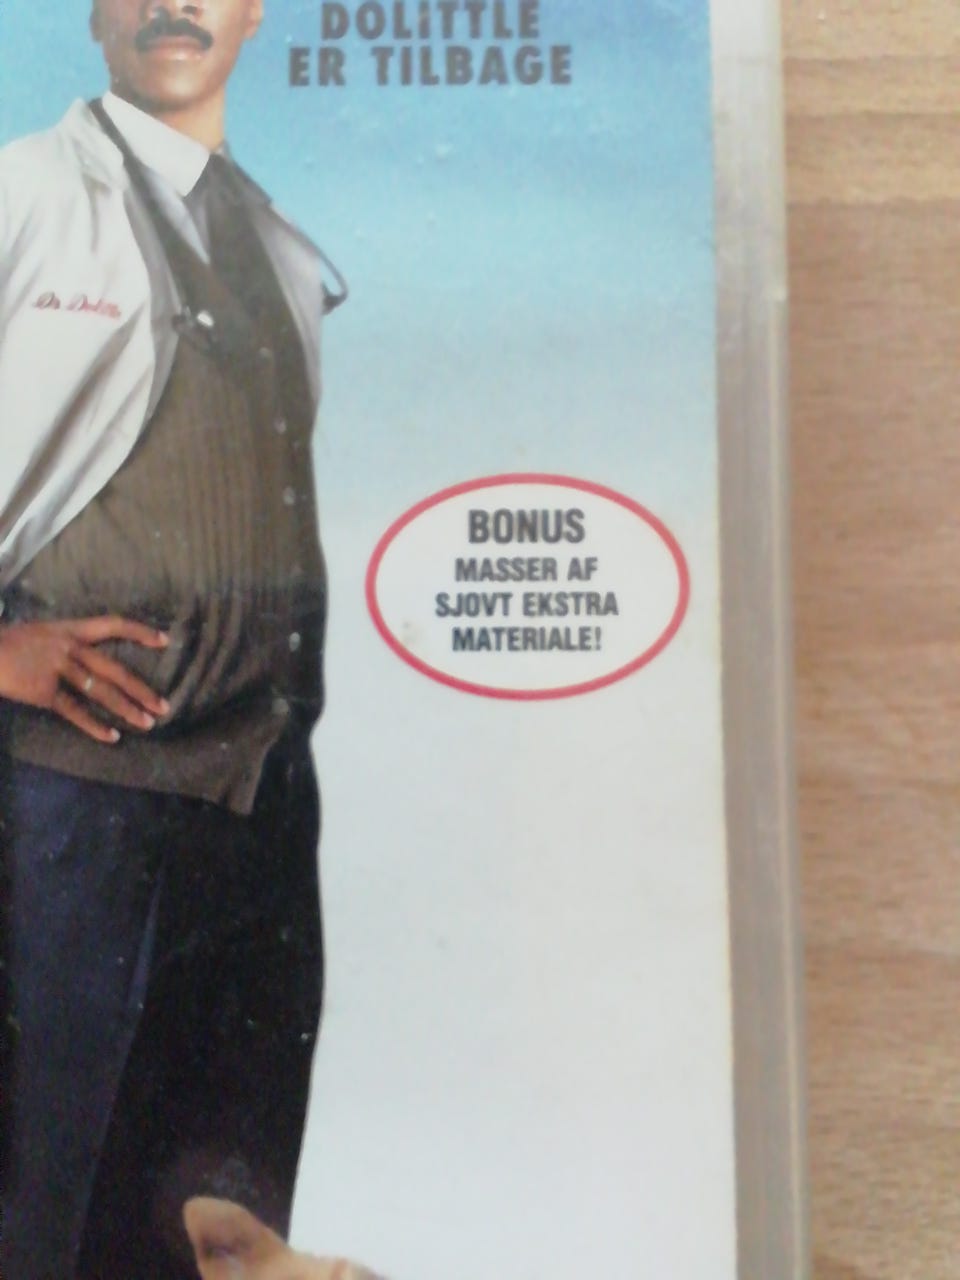 DOLITTLE
ER TILBAGE
Dr. Dolittle
BONUS
MASSER AF
SJOVT EKSTRA
MATERIALE!